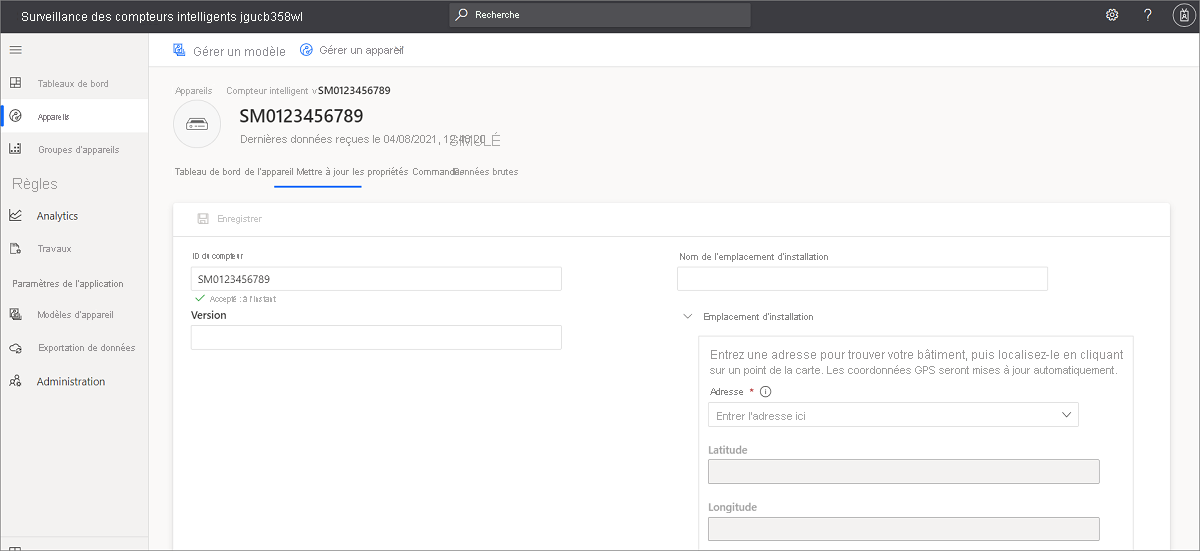 Surveillance des compteurs intelligents jgucb358wl
Recherche
Gérer un modèle
Gérer un appareil
Tableaux de bord
Appareils
Groupes d'appareils
Règles
Analytics
Travaux
Paramètres de l'application
Modèles d'appareil
Exportation de données
Administration
Appareils
Compteur intelligent v SM0123456789
SM0123456789
Dernières données reçues le 04/08/2021,
SIMULÉ
Tableau de bord de l'appareil Mettre à jour les propriétés Commandes Données brutes
Enregistrer
ID du compteur
SM0123456789
Accepté : à l'instant
Version
Nom de l'emplacement d'installation
Emplacement d'installation
Entrez une adresse pour trouver votre bâtiment, puis localisez-le en cliquant
sur un point de la carte. Les coordonnées GPS seront mises à jour automatiquement.
Adresse *
Entrer l'adresse ici
Latitude
Longitude